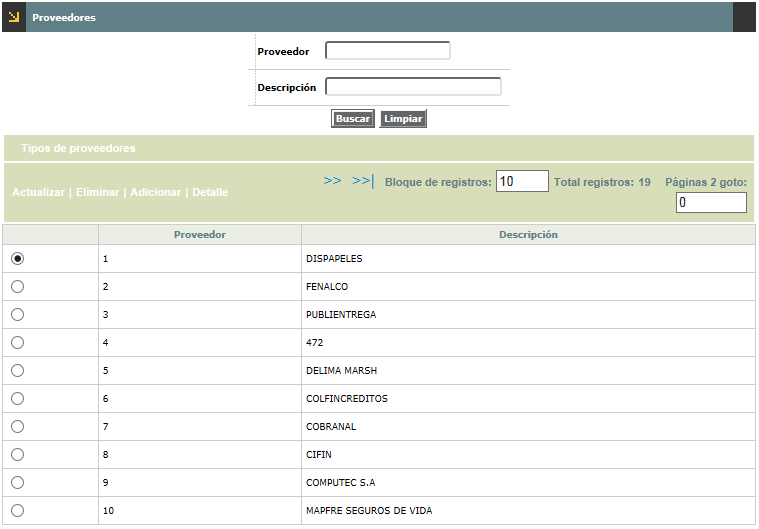 Proveedores
Proveedor
Descripción
Buscar Limpiar
Tipos de proveedores
Actualizar | Eliminar | Adicionar | Detalle >> >>| Bloque de registros: 10 Total registros: 19 Páginas 2 goto: 0
Proveedor Descripción
1 DISPAPELES
2 FENALCO
3 PUBLIENTREGA
4 472
5 DELIMA MARSH
6 COLFINCREDITOS
7 COBRANAL
8 CIFIN
9 COMPUTEC S.A
10 MAPFRE SEGUROS DE VIDA